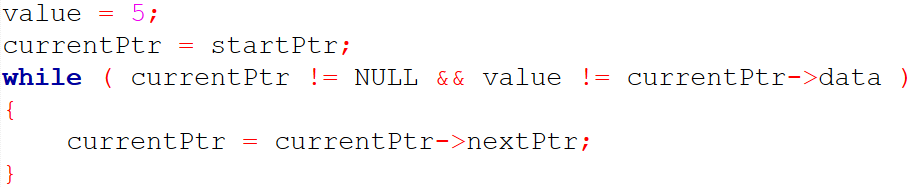 value = 5;
currentPtr = startPtr;
while ( currentPtr != NULL && value != currentPtr->data )
{
    currentPtr = currentPtr->nextPtr;
}